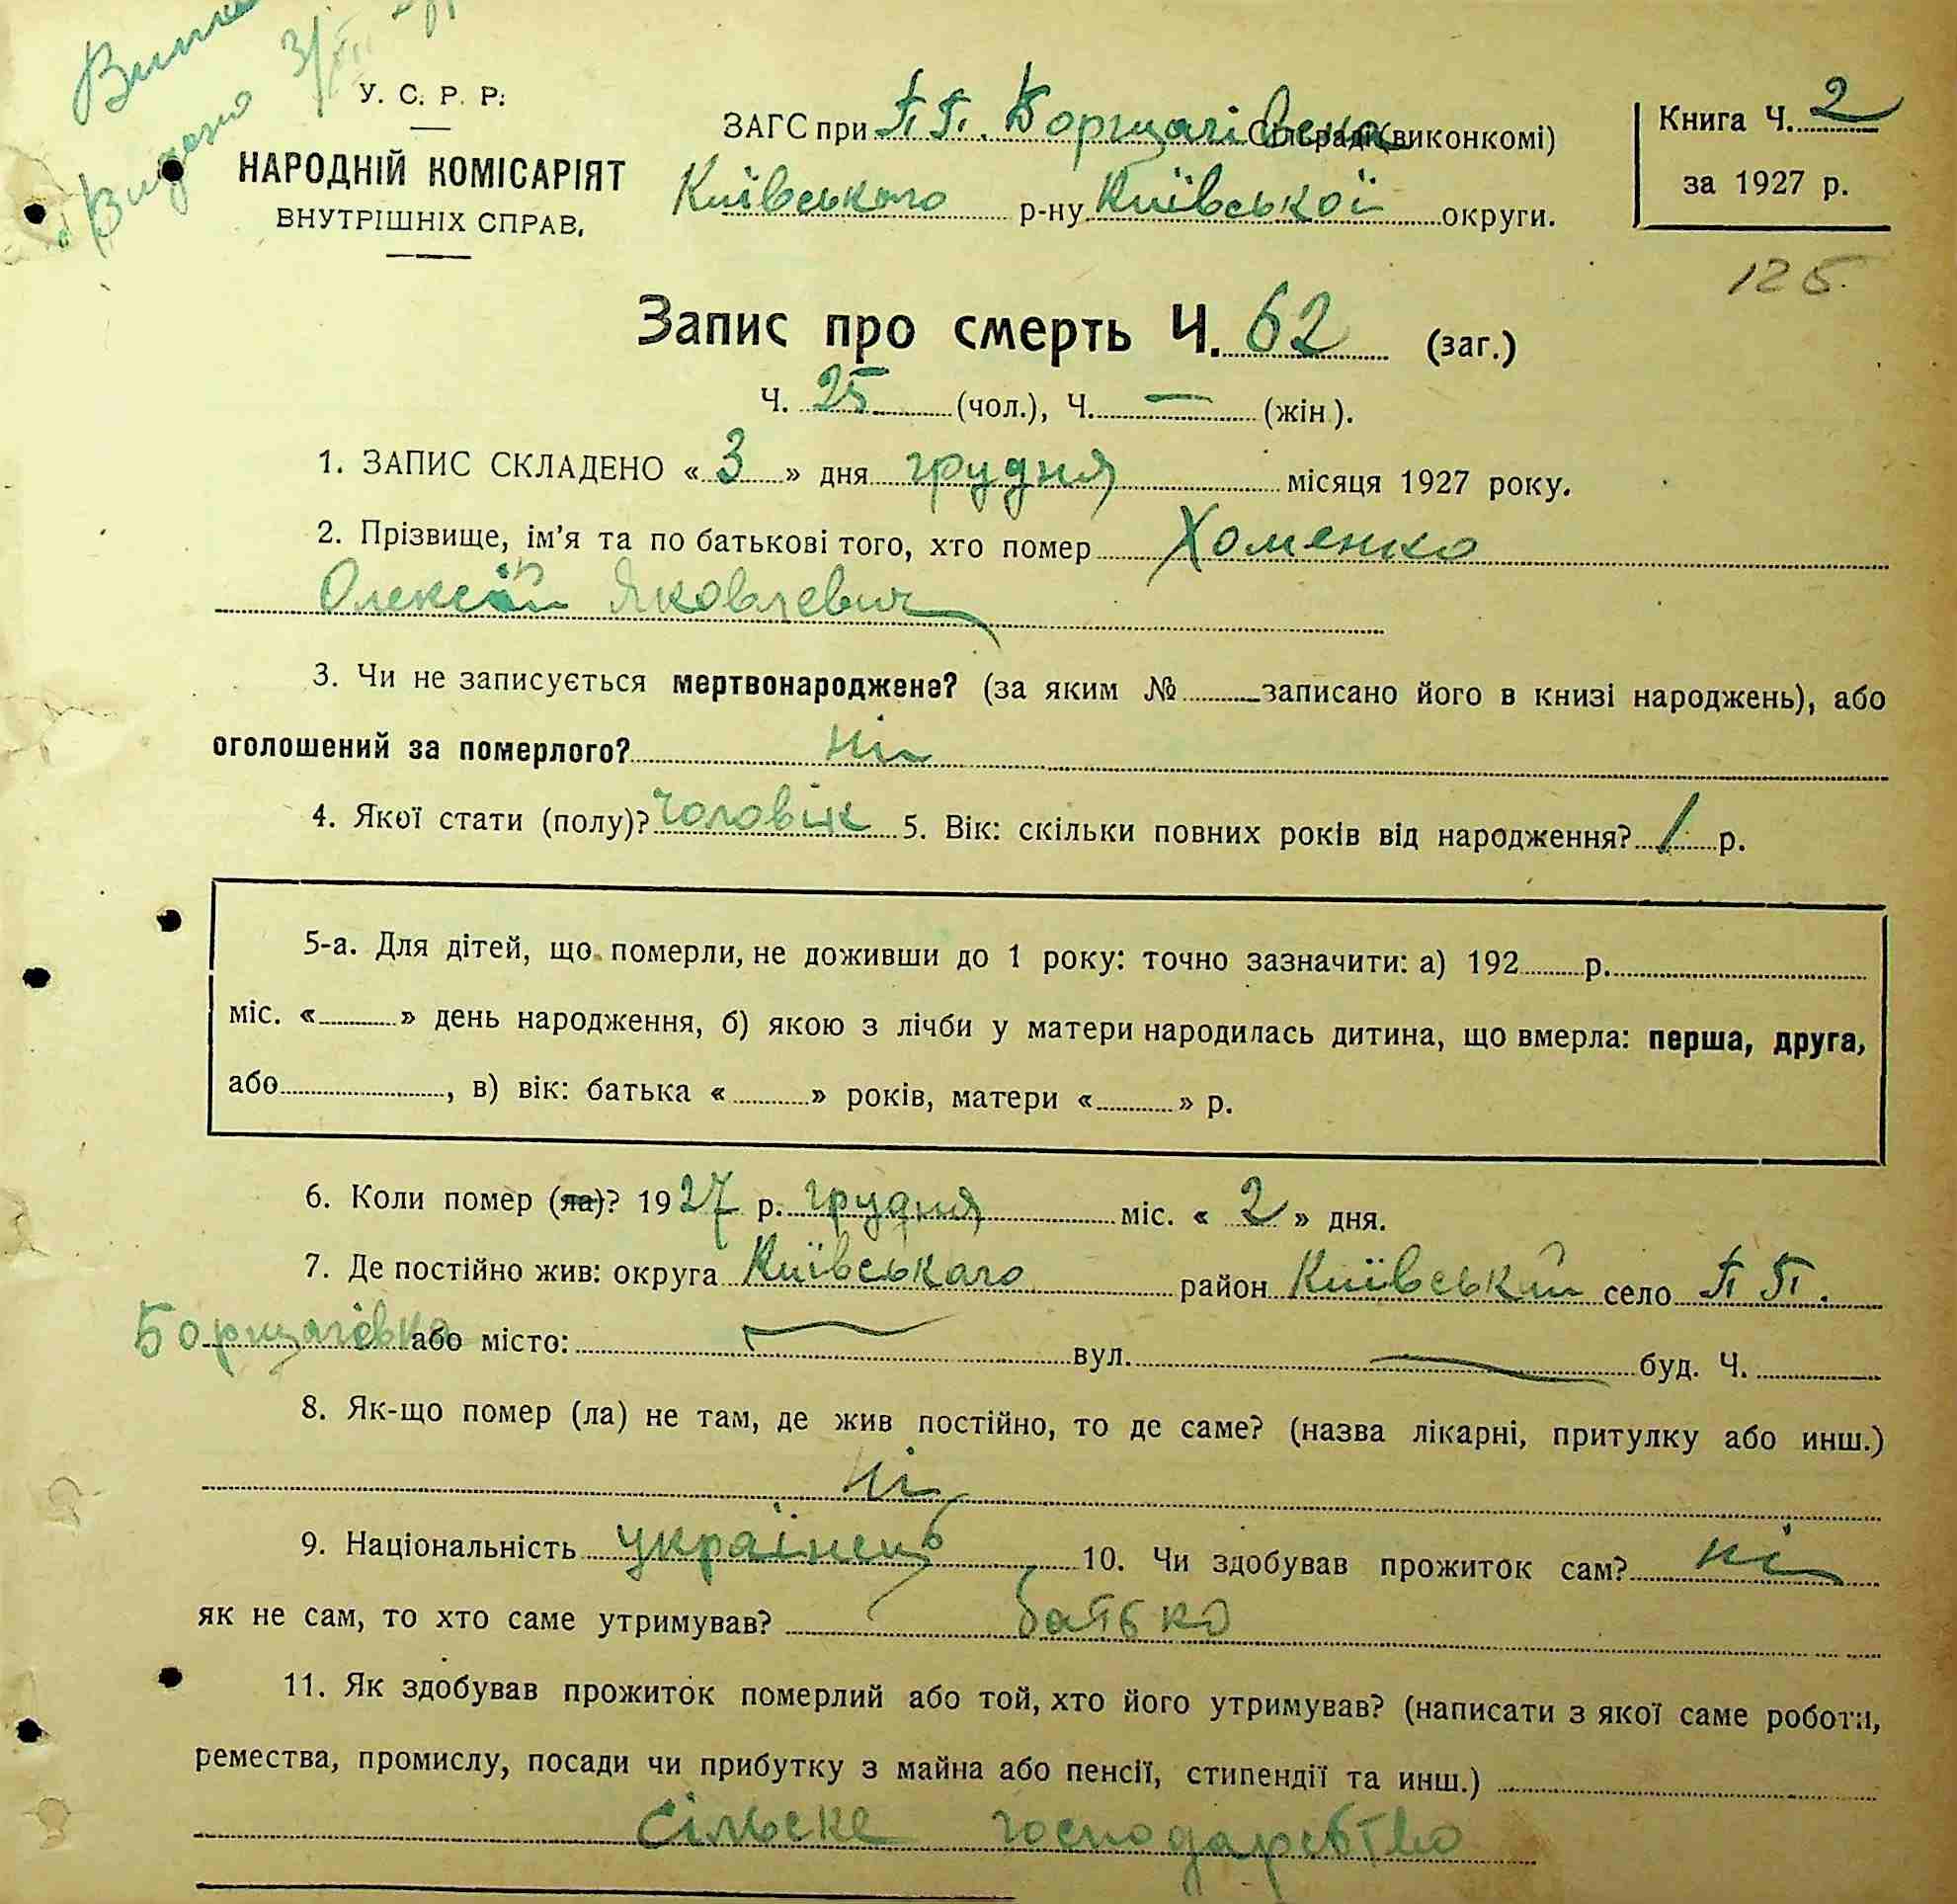 Видано 3/XII
У. С. Р. Р.
НАРОДНІЙ КОМІСАРІЯТ
ВНУТРІШНІХ СПРАВ.
ЗАГС при П. П. Борщагівска Сільраді (виконкомі)
Київського р-ну Київської округи.
Книга Ч. 2
за 1927 р.
125.
Запис про смерть Ч. 62 (заг.)
Ч. 25 (чол.), Ч. — (жін.).
1. ЗАПИС СКЛАДЕНО « 3 » дня грудня місяця 1927 року.
2. Прізвище, ім'я та по батькові того, хто помер Хоменко
Олексій Яковлевич
3. Чи не записується мертвонароджене? (за яким № записано його в книзі народжень), або
оголошений за померлого? ні
4. Якої стати (полу)? Чоловік 5. Вік: скільки повних років від народження? 1 р.
5-а. Для дітей, що померли, не доживши до 1 року: точно зазначити: а) 192 р.
міс. « » день народження, б) якою з лічби у матери народилась дитина, що вмерла: перша, друга,
або , в) вік: батька « » років, матери « » р.
6. Коли помер (ла)? 1927 р. грудня міс. « 2 » дня.
7. Де постійно жив: округа Київського район Київський село П П.
Борщагівка або місто: — вул. — буд. Ч.
8. Як-що помер (ла) не там, де жив постійно, то де саме? (назва лікарні, притулку або инш.)
ні
9. Національність українець 10. Чи здобував прожиток сам? ні
як не сам, то хто саме утримував? батько
11. Як здобував прожиток померлий або той, хто його утримував? (написати з якої саме роботи,
ремества, промислу, посади чи прибутку з майна або пенсії, стипендії та инш.)
сільске господарство